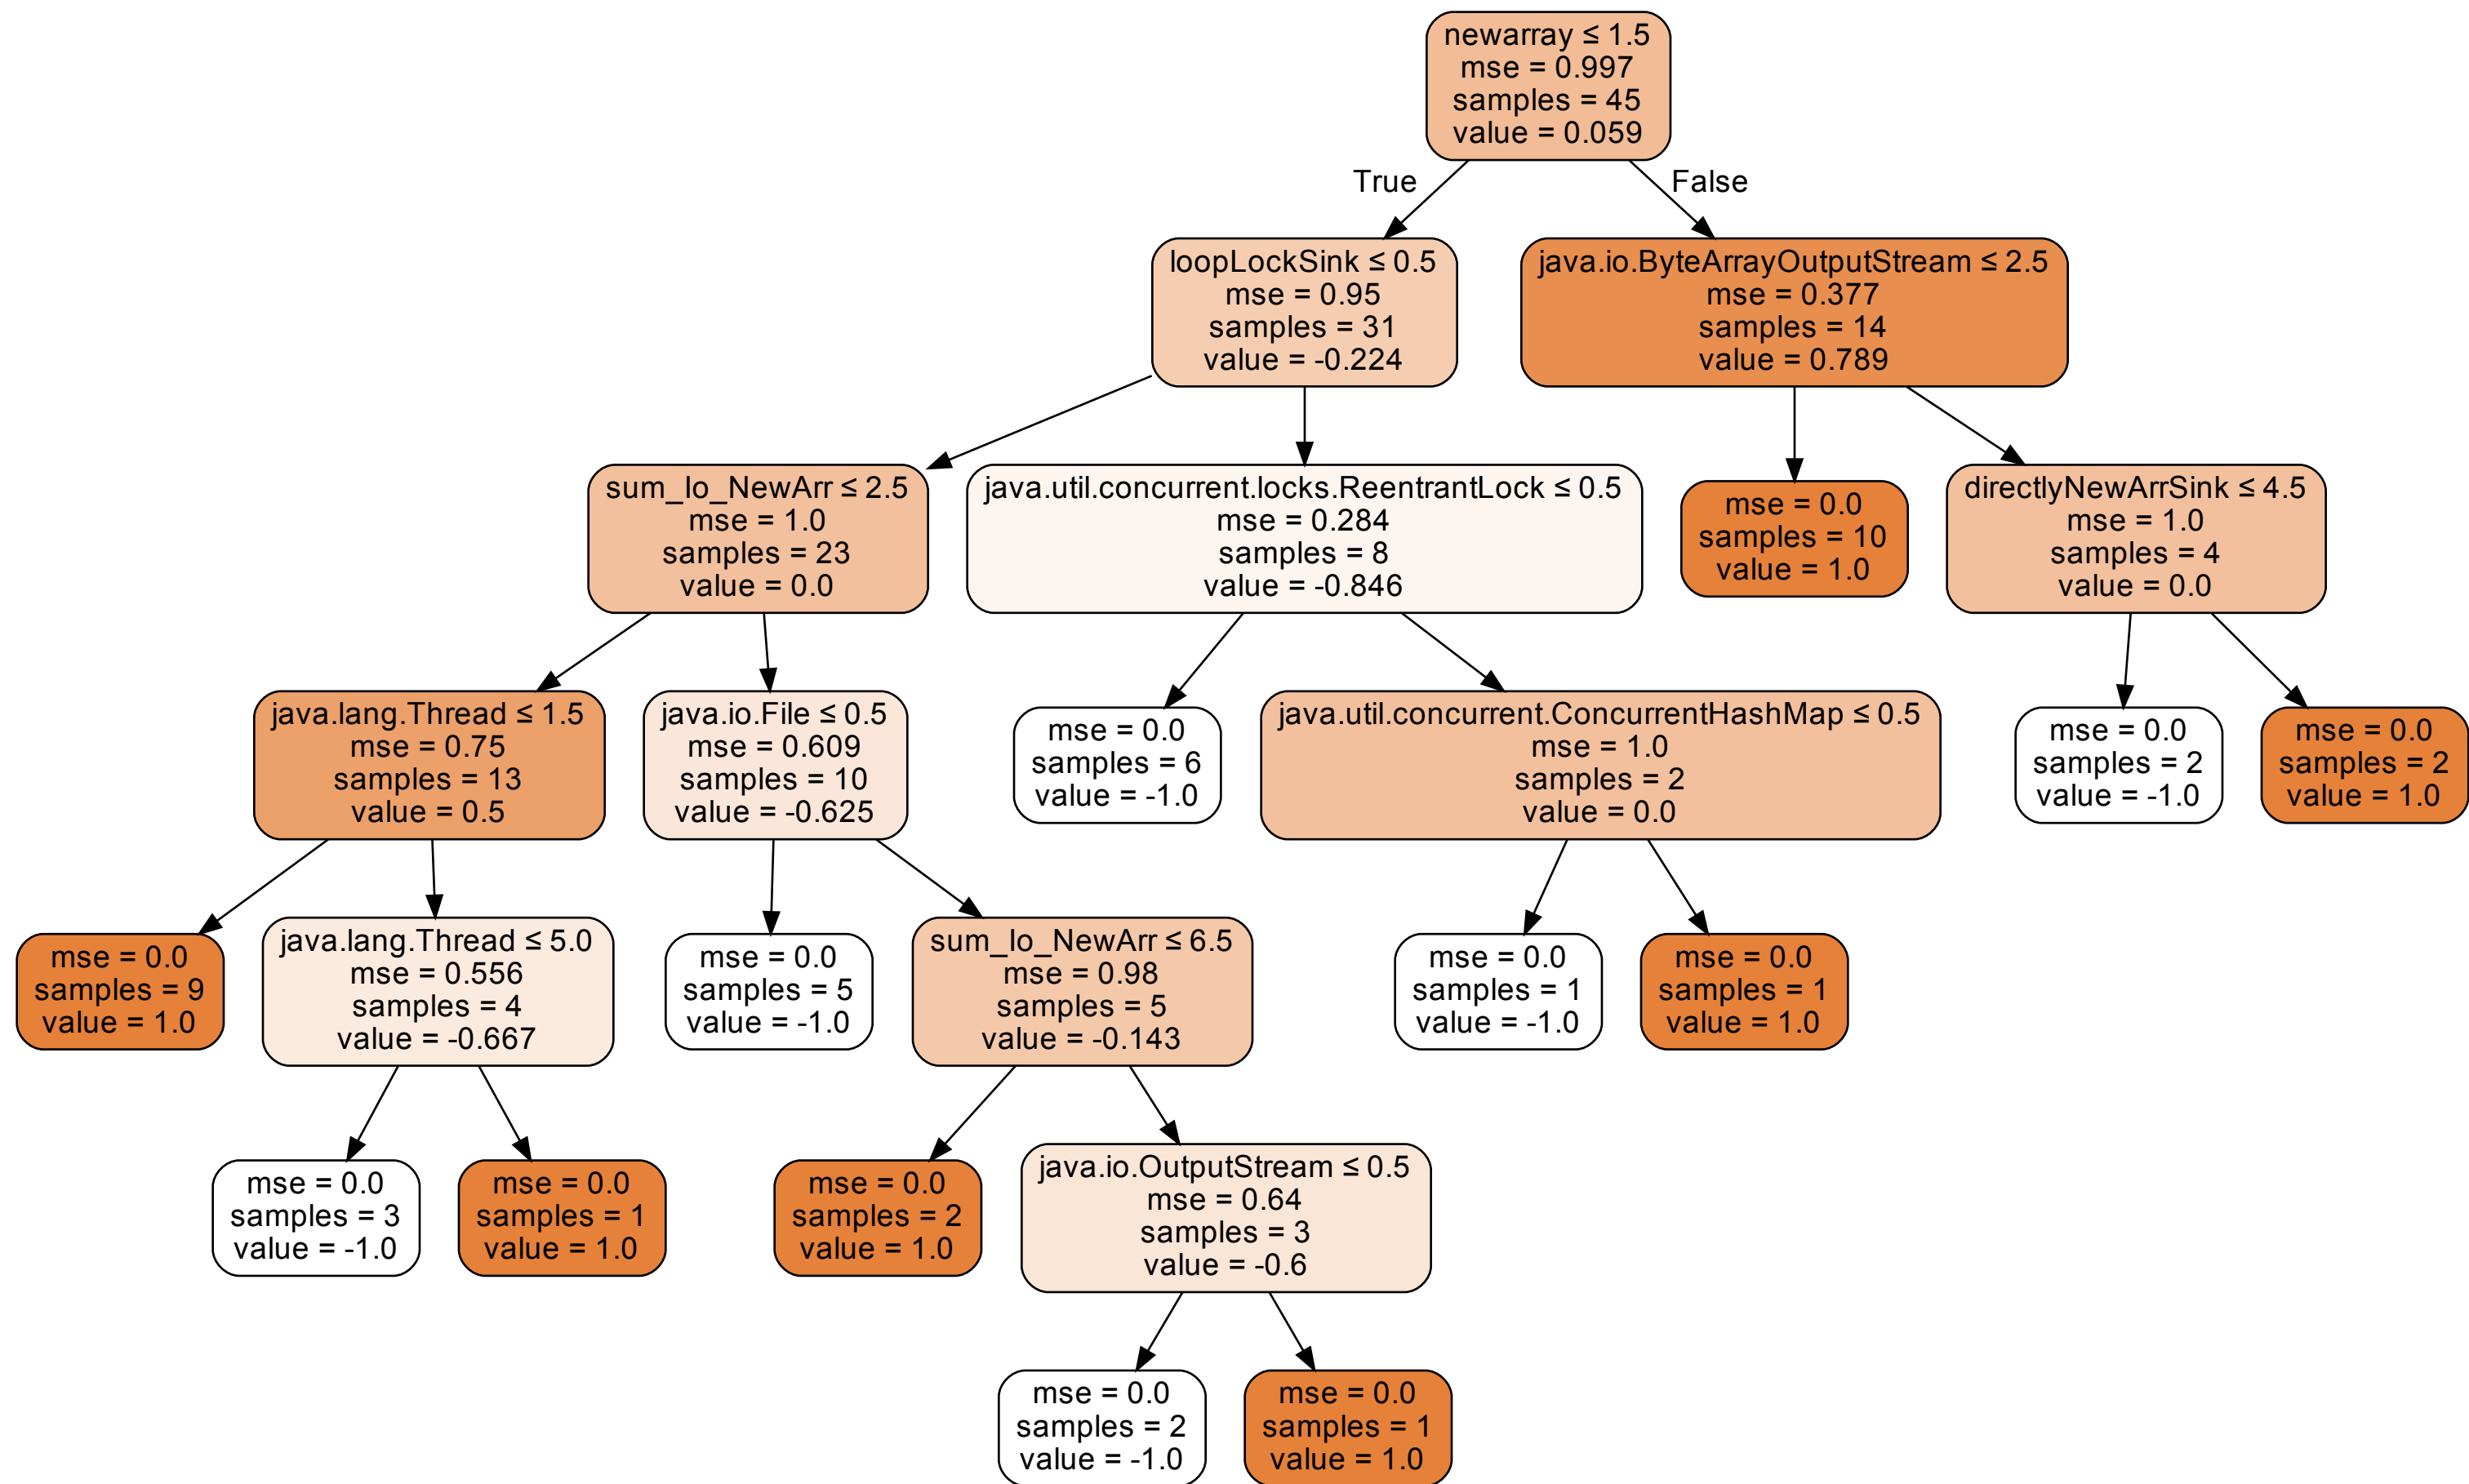 newarray ≤ 1.5
mse = 0.997
samples = 45
value = 0.059
True
False
loopLockSink ≤ 0.5
mse = 0.95
samples = 31
value = -0.224
java.io.ByteArrayOutputStream ≤ 2.5
mse = 0.377
samples = 14
value = 0.789
sum_Io_NewArr ≤ 2.5
mse = 1.0
samples = 23
value = 0.0
java.util.concurrent.locks.ReentrantLock ≤ 0.5
mse = 0.284
samples = 8
value = -0.846
mse = 0.0
samples = 10
value = 1.0
directlyNewArrSink ≤ 4.5
mse = 1.0
samples = 4
value = 0.0
java.lang.Thread ≤ 1.5
mse = 0.75
samples = 13
value = 0.5
java.io.File ≤ 0.5
mse = 0.609
samples = 10
value = -0.625
mse = 0.0
samples = 6
value = -1.0
java.util.concurrent.ConcurrentHashMap ≤ 0.5
mse = 1.0
samples = 2
value = 0.0
mse = 0.0
samples = 2
value = -1.0
mse = 0.0
samples = 2
value = 1.0
mse = 0.0
samples = 9
value = 1.0
java.lang.Thread ≤ 5.0
mse = 0.556
samples = 4
value = -0.667
mse = 0.0
samples = 5
value = -1.0
sum_Io_NewArr ≤ 6.5
mse = 0.98
samples = 5
value = -0.143
mse = 0.0
samples = 1
value = -1.0
mse = 0.0
samples = 1
value = 1.0
mse = 0.0
samples = 3
value = -1.0
mse = 0.0
samples = 1
value = 1.0
mse = 0.0
samples = 2
value = 1.0
java.io.OutputStream ≤ 0.5
mse = 0.64
samples = 3
value = -0.6
mse = 0.0
samples = 2
value = -1.0
mse = 0.0
samples = 1
value = 1.0